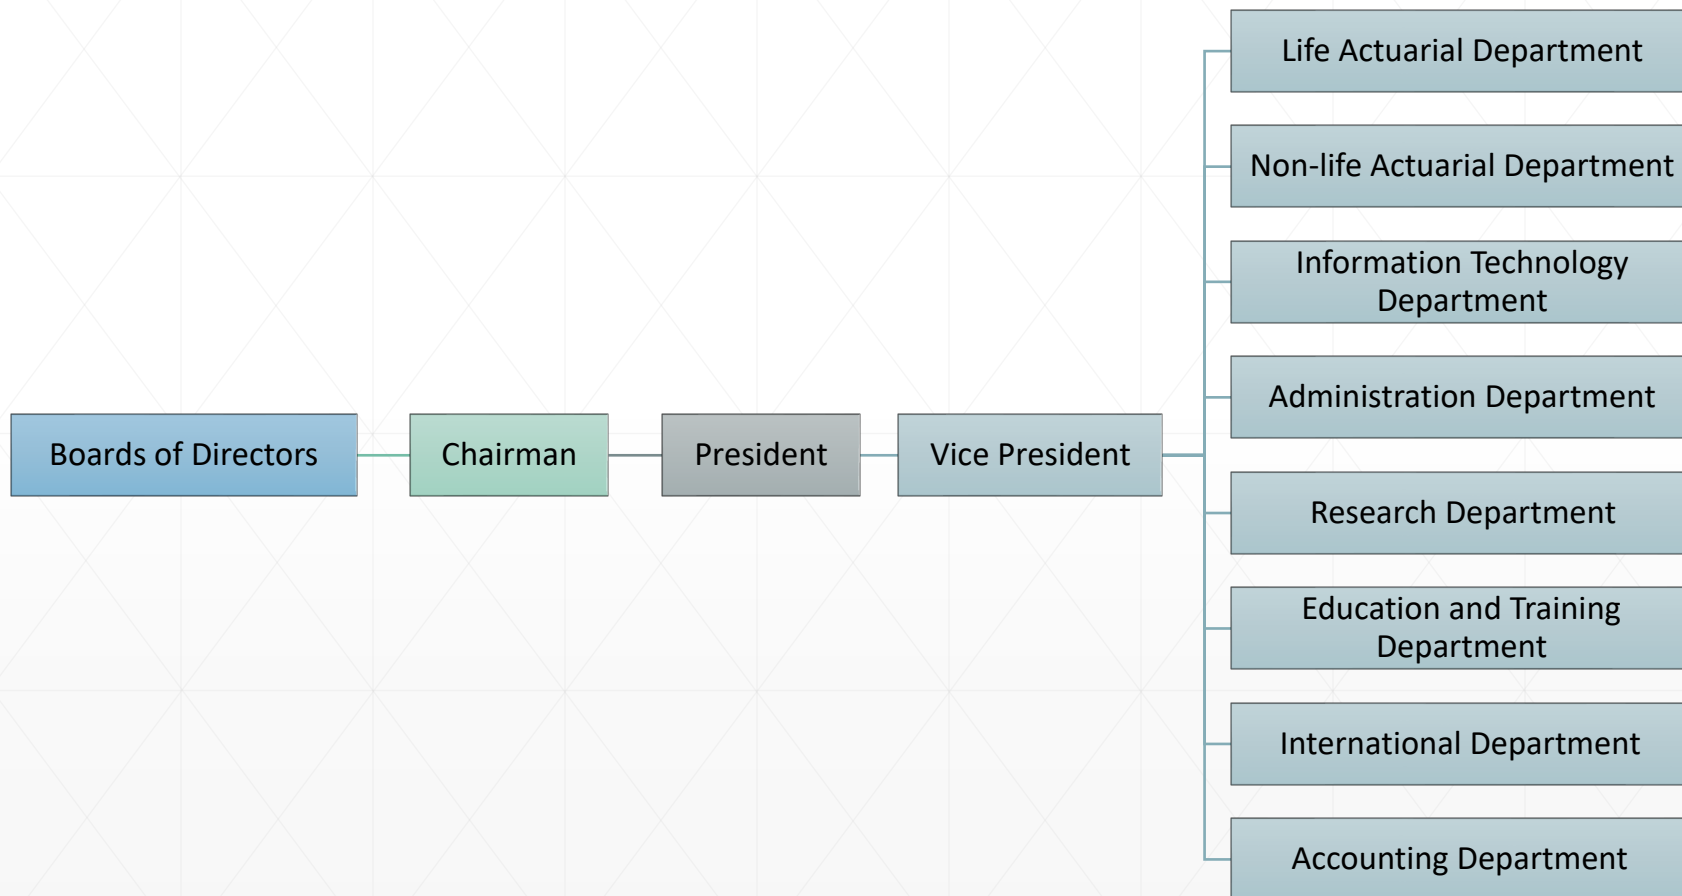 Boards of Directors
Chairman
President
Vice President
Life Actuarial Department
Non-life Actuarial Department
Information Technology
Department
Administration Department
Research Department
Education and Training
Department
International Department
Accounting Department